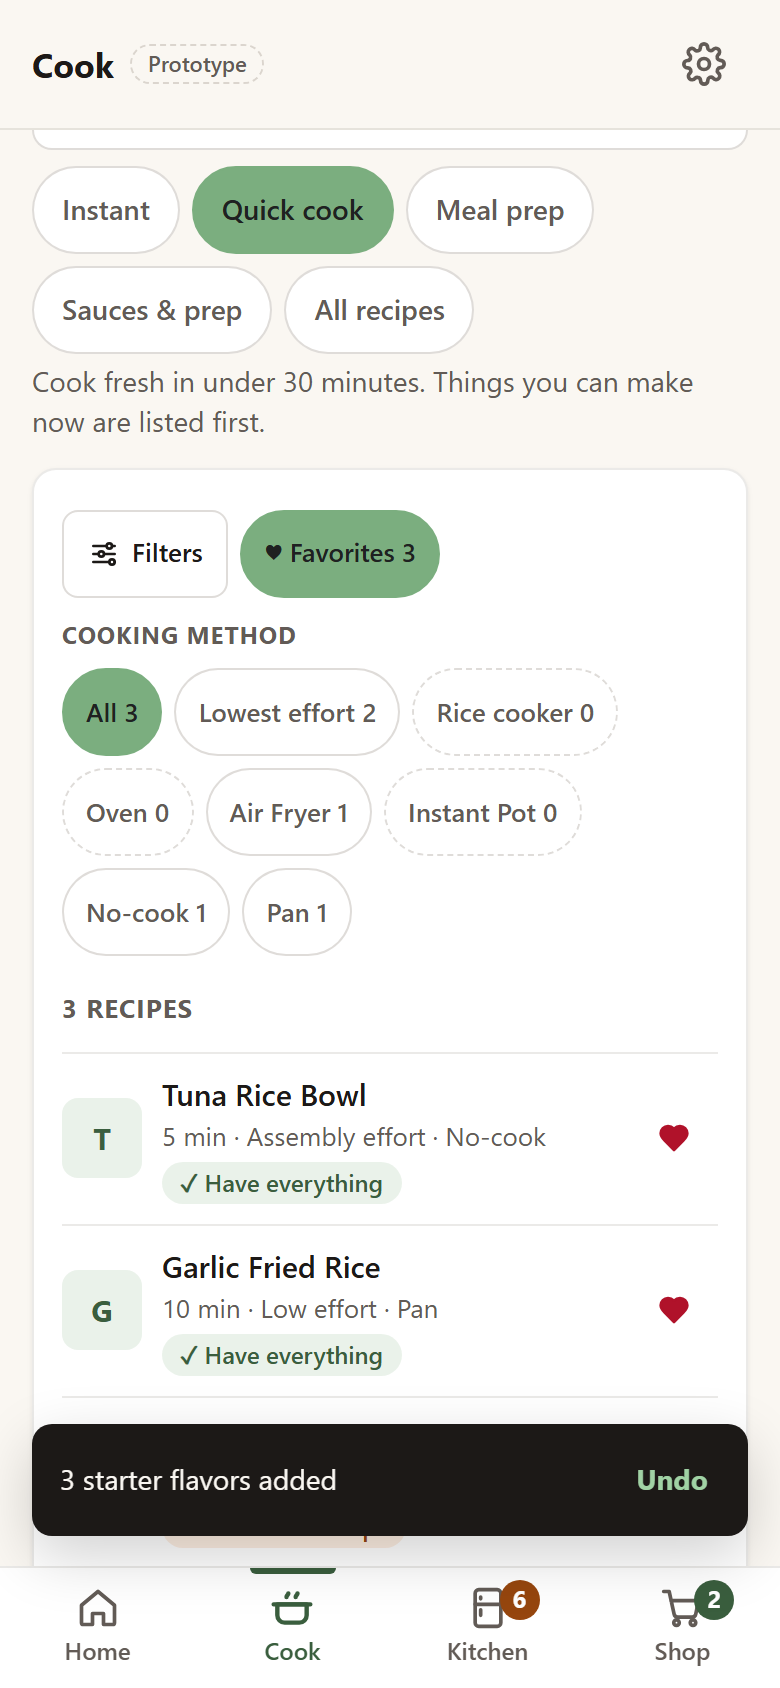 Cook
Prototype
Instant
Quick cook
Meal prep
Sauces & prep
All recipes
Cook fresh in under 30 minutes. Things you can make
now are listed first.
Filters
♥ Favorites 3
COOKING METHOD
All 3
Lowest effort 2
Rice cooker 0
Oven 0
Air Fryer 1
Instant Pot 0
No-cook 1
Pan 1
3 RECIPES
T
Tuna Rice Bowl
5 min · Assembly effort · No-cook
✓ Have everything
G
Garlic Fried Rice
10 min · Low effort · Pan
✓ Have everything
3 starter flavors added
Undo
6
2
Home
Cook
Kitchen
Shop